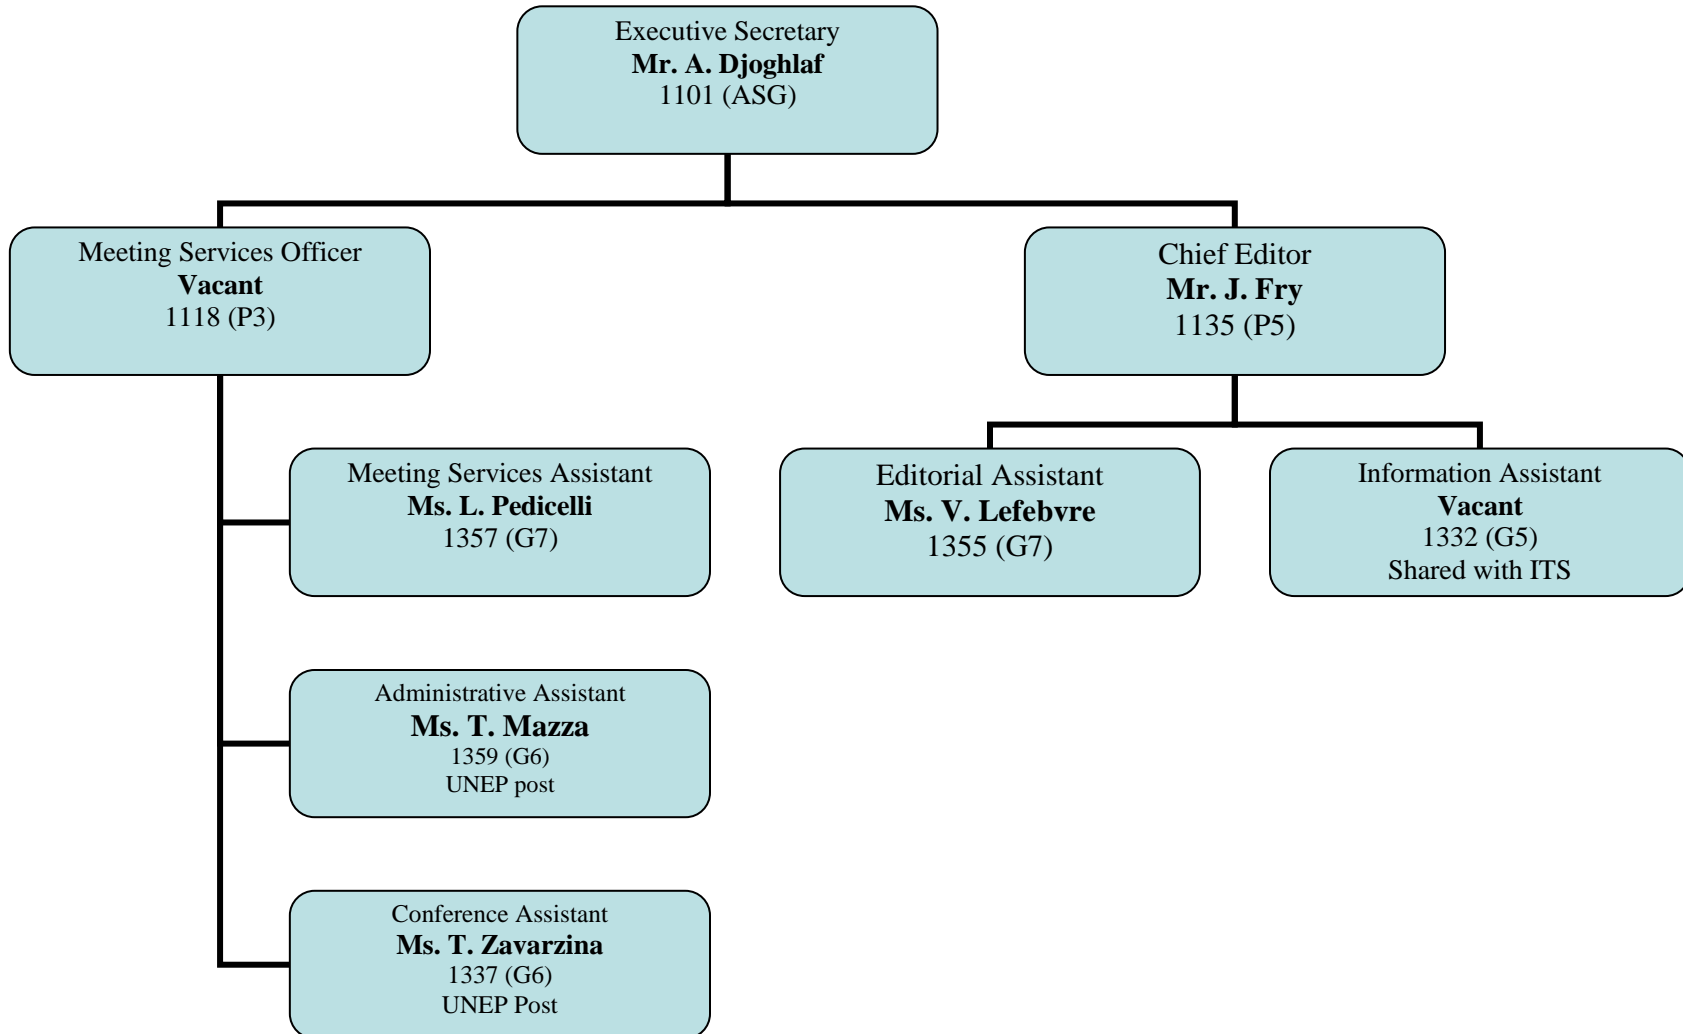 Executive Secretary
Mr. A. Djoghlaf
1101 (ASG)
Meeting Services Officer
Vacant
1118 (P3)
Chief Editor
Mr. J. Fry
1135 (P5)
Meeting Services Assistant
Ms. L. Pedicelli
1357 (G7)
Editorial Assistant
Ms. V. Lefebvre
1355 (G7)
Information Assistant
Vacant
1332 (G5)
Shared with ITS
Administrative Assistant
Ms. T. Mazza
1359 (G6)
UNEP post
Conference Assistant
Ms. T. Zavarzina
1337 (G6)
UNEP Post